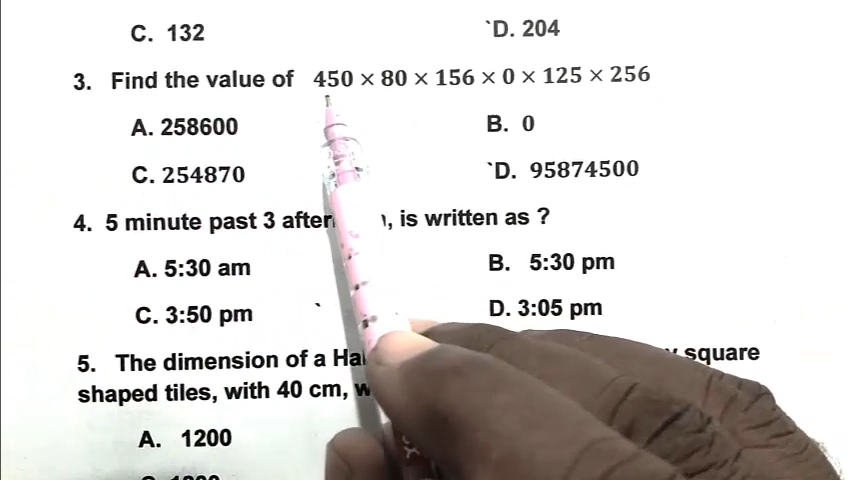 C. 132 `D. 204
3. Find the value of 450 × 80 × 156 × 0 × 125 × 256
A. 258600 B. 0
C. 254870 `D. 95874500
4. 5 minute past 3 after , is written as ?
A. 5:30 am B. 5:30 pm
C. 3:50 pm ` D. 3:05 pm
5. The dimension of a square
shaped tiles, with 40 cm,
A. 1200